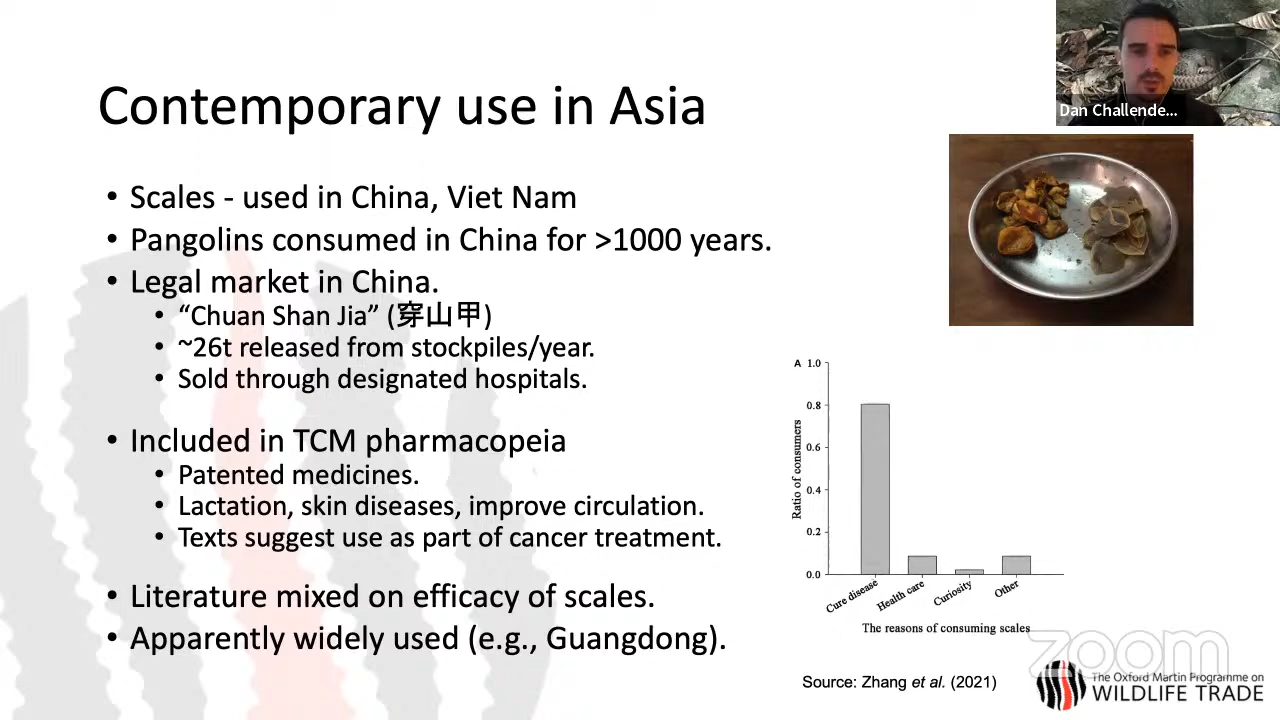 Contemporary use in Asia
• Scales - used in China, Viet Nam
• Pangolins consumed in China for >1000 years.
• Legal market in China.
• “Chuan Shan Jia” (穿山甲)
• ~26t released from stockpiles/year.
• Sold through designated hospitals.
• Included in TCM pharmacopeia
• Patented medicines.
• Lactation, skin diseases, improve circulation.
• Texts suggest use as part of cancer treatment.
• Literature mixed on efficacy of scales.
• Apparently widely used (e.g., Guangdong).
Dan Challende...
A
1.0
0.8
0.6
0.4
0.2
0.0
Ratio of consumers
Cure disease
Health care
Curiosity
Other
The reasons of consuming scales
Source: Zhang et al. (2021)
zoom
The Oxford Martin Programme on
WILDLIFE TRADE